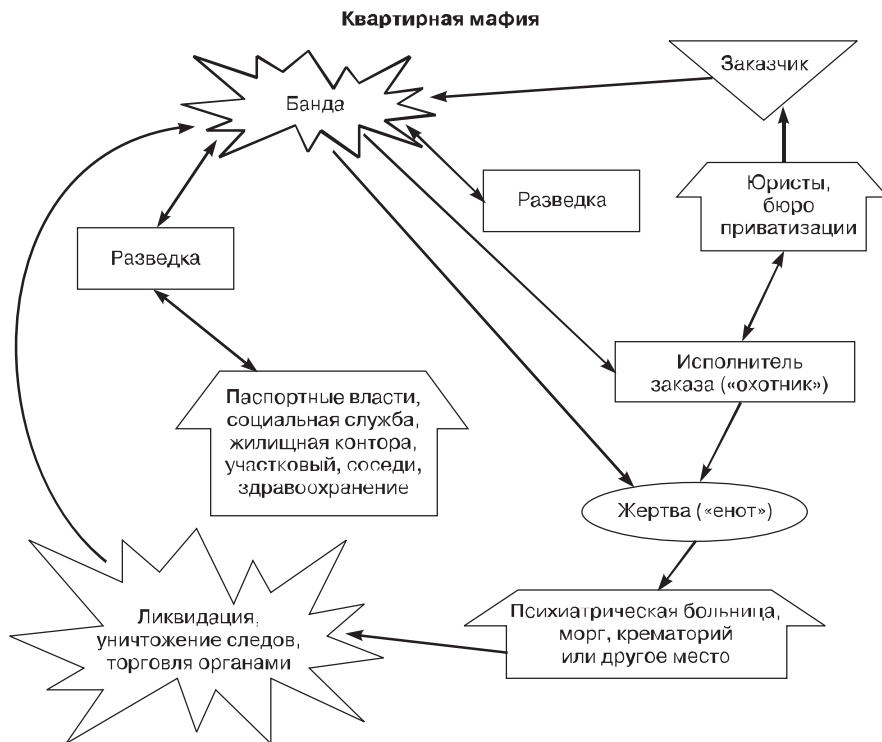 Квартирная мафия
Заказчик
Банда
Разведка
Юристы,
бюро
приватизации
Разведка
Исполнитель
заказа («охотник»)
Паспортные власти,
социальная служба,
жилищная контора,
участковый, соседи,
здравоохранение
Жертва («енот»)
Психиатрическая больница,
морг, крематорий
или другое место
Ликвидация,
уничтожение следов,
торговля органами